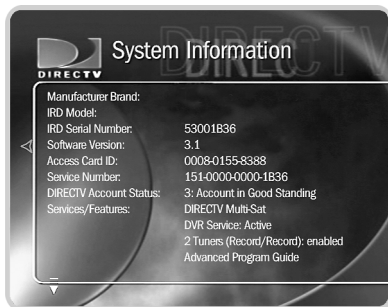 DIRECTV
System Information
DIRECTV
Manufacturer Brand:
IRD Model:
IRD Serial Number: 53001B36
Software Version: 3.1
Access Card ID: 0008-0155-8388
Service Number: 151-0000-0000-1B36
DIRECTV Account Status: 3: Account in Good Standing
Services/Features: DIRECTV Multi-Sat
DVR Service: Active
2 Tuners (Record/Record): enabled
Advanced Program Guide